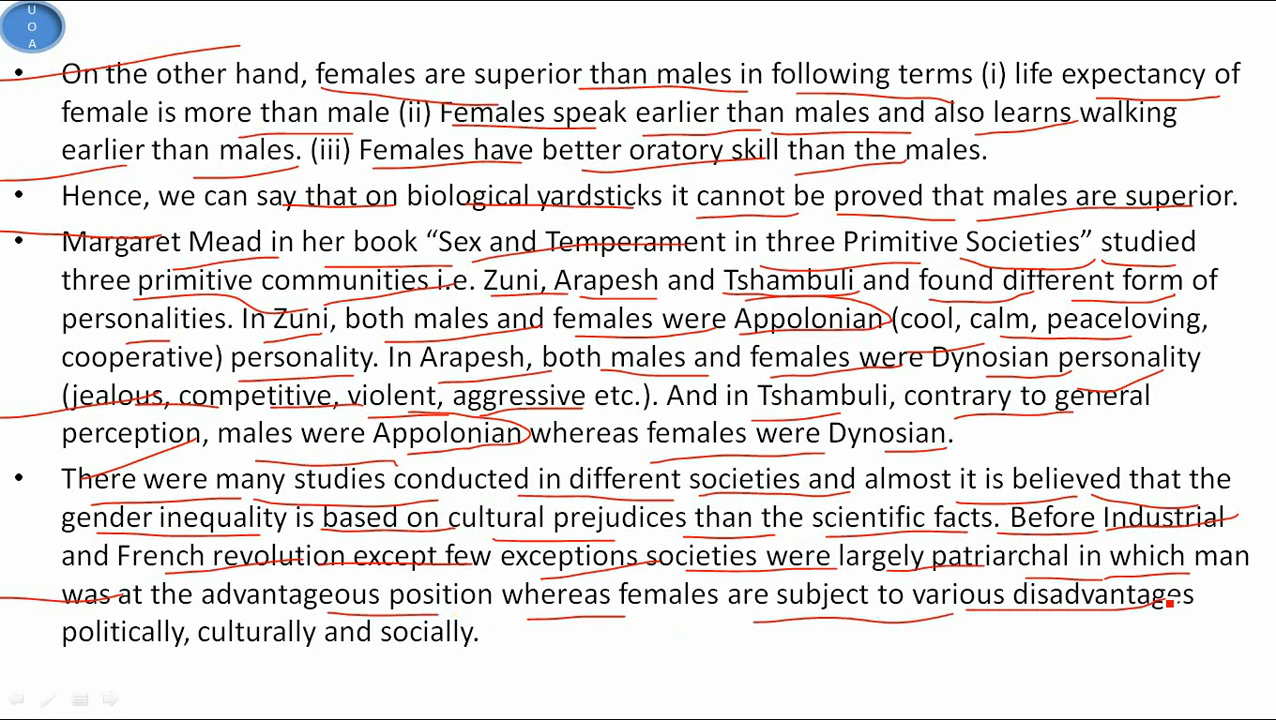 U
O
A
• On the other hand, females are superior than males in following terms (i) life expectancy of
female is more than male (ii) Females speak earlier than males and also learns walking
earlier than males. (iii) Females have better oratory skill than the males.
• Hence, we can say that on biological yardsticks it cannot be proved that males are superior.
• Margaret Mead in her book “Sex and Temperament in three Primitive Societies” studied
three primitive communities i.e. Zuni, Arapesh and Tshambuli and found different form of
personalities. In Zuni, both males and females were Appolonian (cool, calm, peaceloving,
cooperative) personality. In Arapesh, both males and females were Dynosian personality
(jealous, competitive, violent, aggressive etc.). And in Tshambuli, contrary to general
perception, males were Appolonian whereas females were Dynosian.
• There were many studies conducted in different societies and almost it is believed that the
gender inequality is based on cultural prejudices than the scientific facts. Before Industrial
and French revolution except few exceptions societies were largely patriarchal in which man
was at the advantageous position whereas females are subject to various disadvantages
politically, culturally and socially.